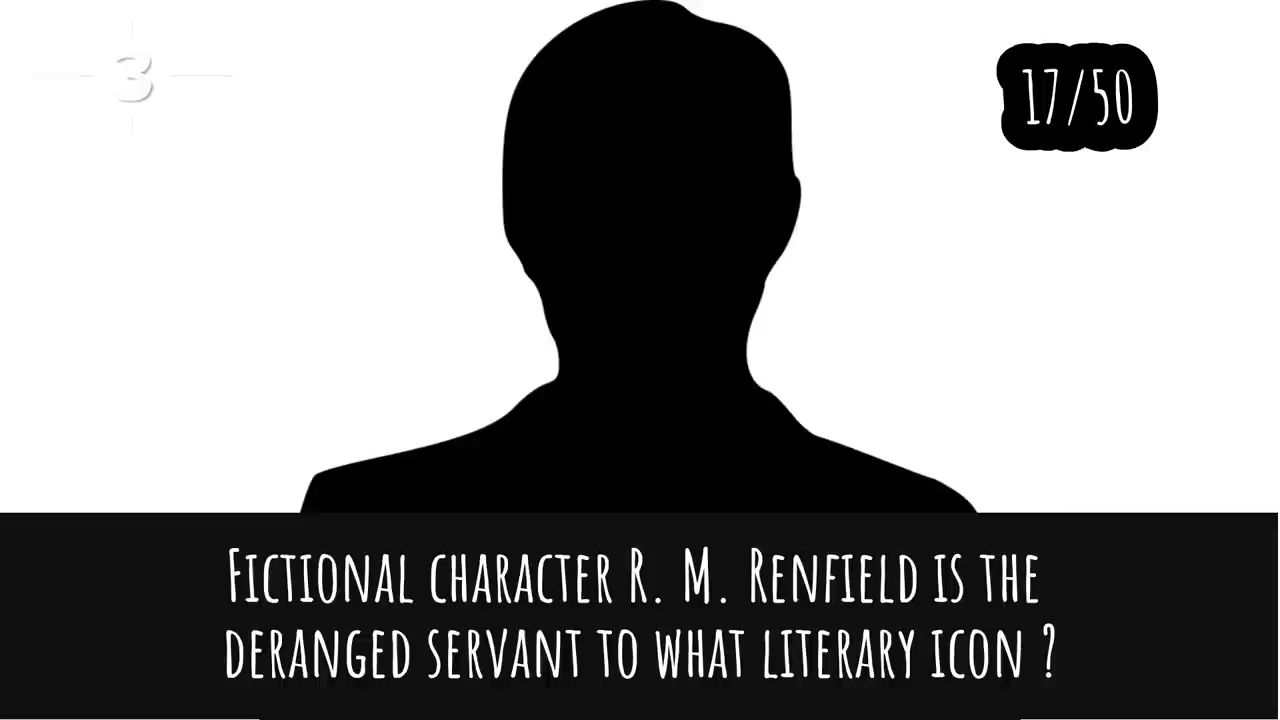 3
17/50
Fictional character R. M. Renfield is the
deranged servant to what literary icon ?